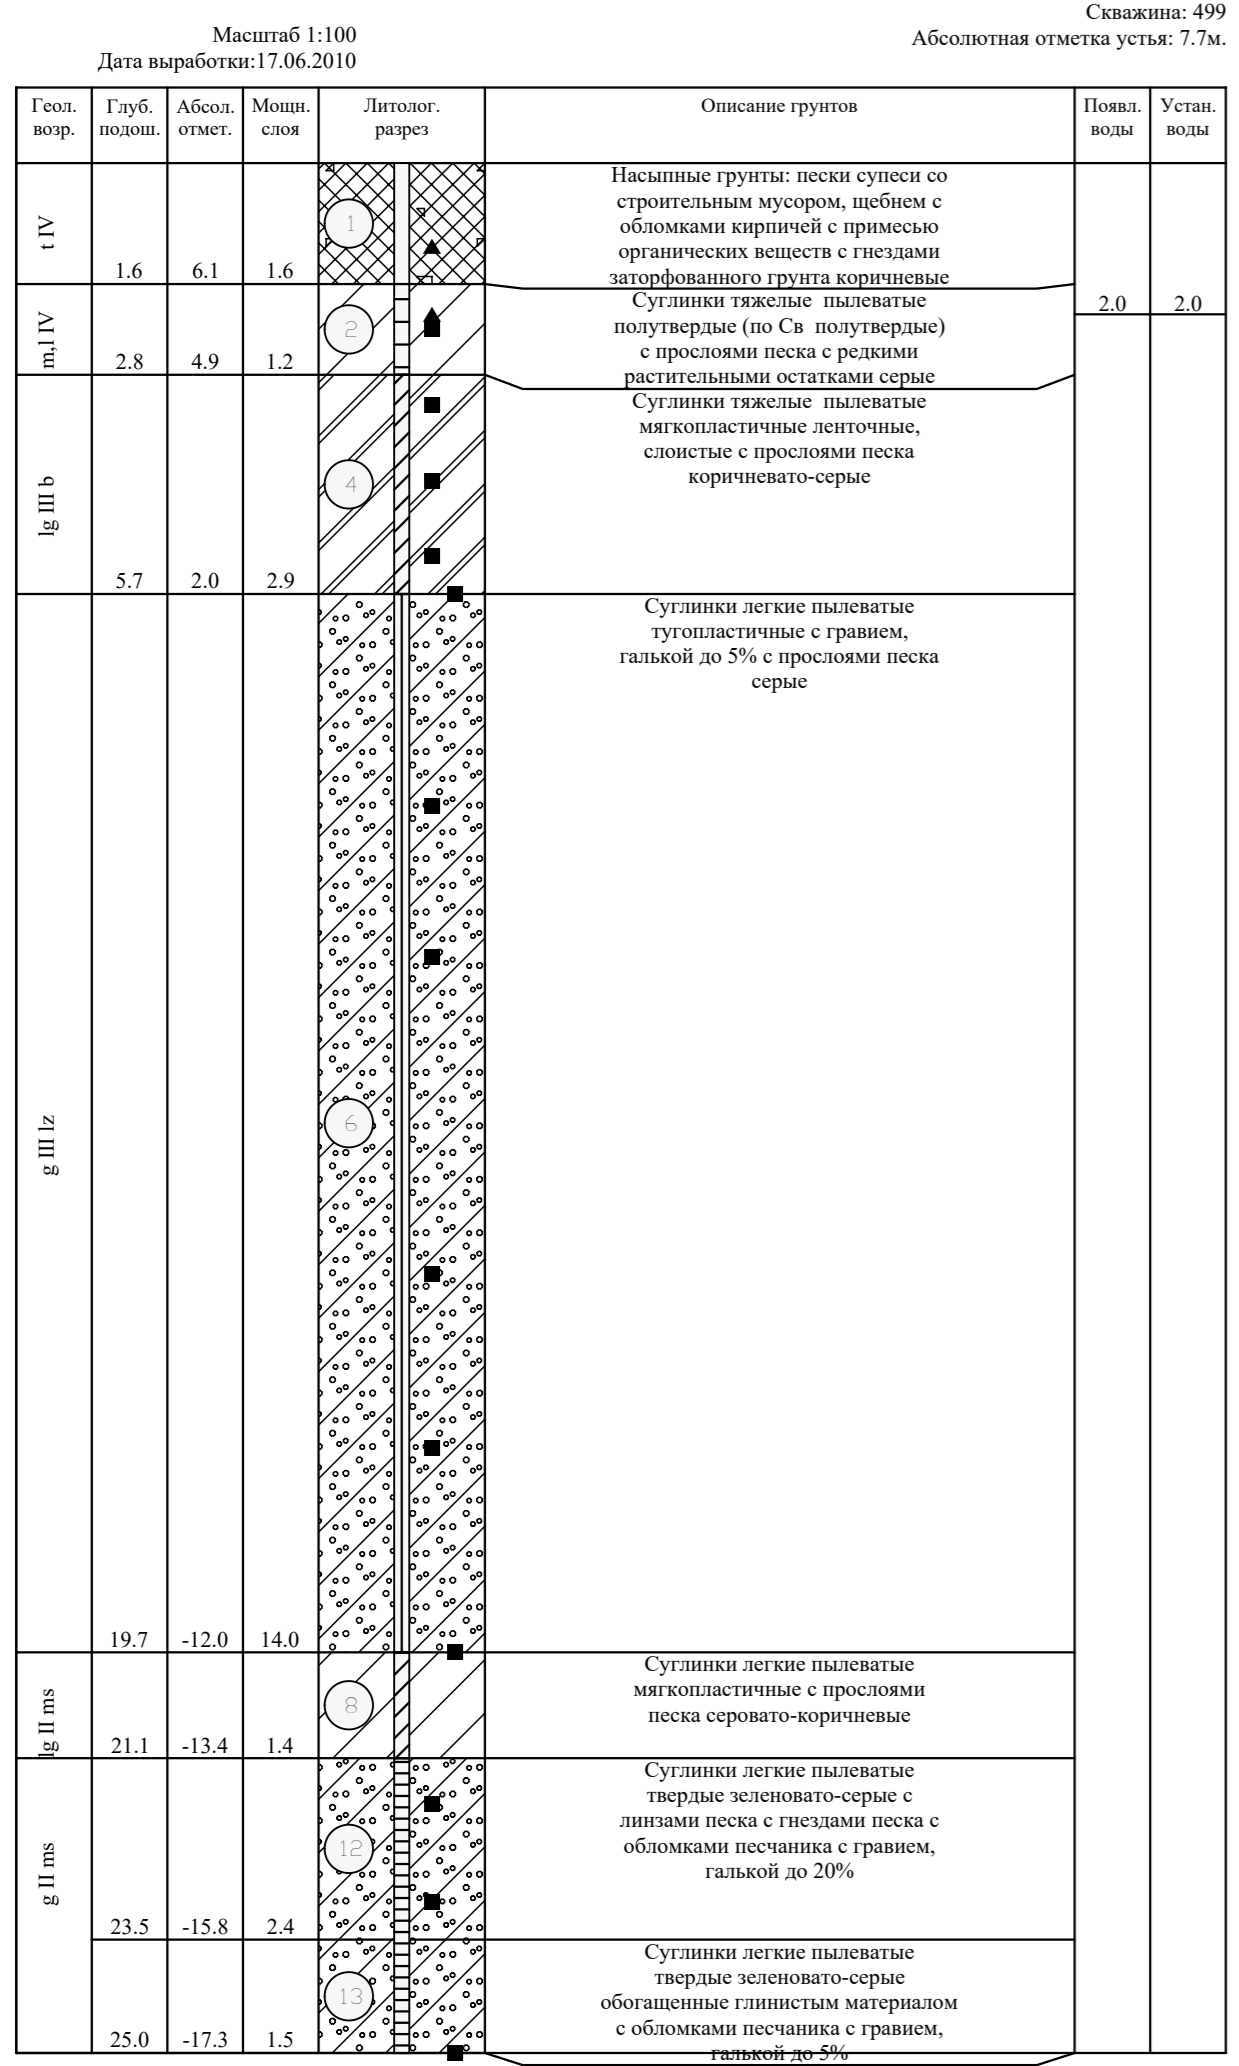 Скважина: 499
Масштаб 1:100
Абсолютная отметка устья: 7.7м.
Дата выработки:17.06.2010
Геол. возр.
Глуб. подош.
Абсол. отмет.
Мощн. слоя
Литолог. разрез
Описание грунтов
Появл. воды
Устан. воды
t IV
1.6 6.1 1.6
1
Насыпные грунты: пески супеси со
строительным мусором, щебнем с
обломками кирпичей с примесью
органических веществ с гнездами
заторфованного грунта коричневые
2.0 2.0
m,l IV
2.8 4.9 1.2
2
Суглинки тяжелые  пылеватые
полутвердые (по Св  полутвердые)
с прослоями песка с редкими
растительными остатками серые
lg III b
5.7 2.0 2.9
4
Суглинки тяжелые  пылеватые
мягкопластичные ленточные,
слоистые с прослоями песка
коричневато-серые
g III lz
19.7 -12.0 14.0
6
Суглинки легкие пылеватые
тугопластичные с гравием,
галькой до 5% с прослоями песка
серые
lg II ms
21.1 -13.4 1.4
8
Суглинки легкие пылеватые
мягкопластичные с прослоями
песка серовато-коричневые
g II ms
23.5 -15.8 2.4
12
Суглинки легкие пылеватые
твердые зеленовато-серые с
линзами песка с гнездами песка с
обломками песчаника с гравием,
галькой до 20%
25.0 -17.3 1.5
13
Суглинки легкие пылеватые
твердые зеленовато-серые
обогащенные глинистым материалом
с обломками песчаника с гравием,
галькой до 5%